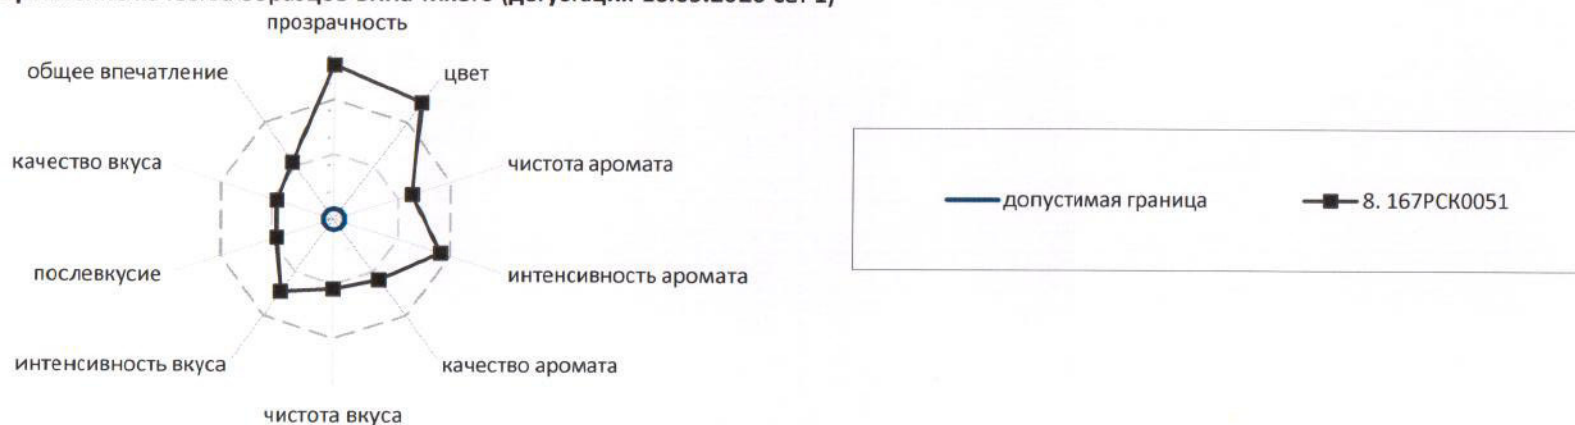 прозрачность
общее впечатление
цвет
качество вкуса
чистота аромата
допустимая граница
8. 167РСК0051
послевкусие
интенсивность аромата
интенсивность вкуса
качество аромата
чистота вкуса